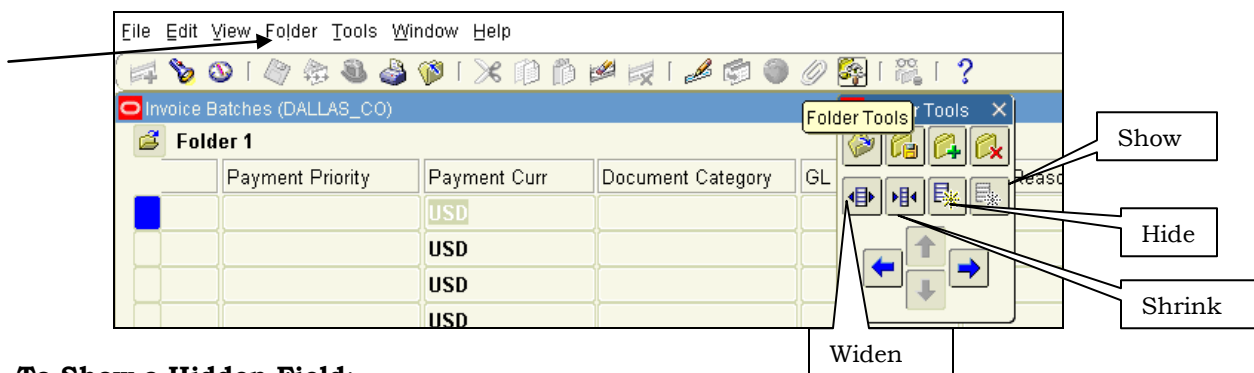 File Edit View Folder Tools Window Help
Invoice Batches (DALLAS_CO)
Folder Tools
Tools
Folder 1
Show
Payment Priority Payment Curr Document Category GL
USD
Hide
USD
USD
Shrink
USD
Widen
To Show a Hidden Field: